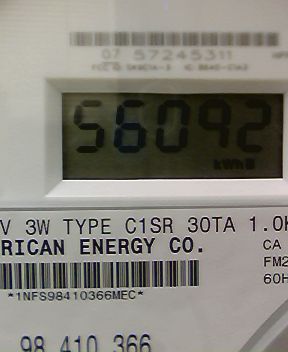 07 57245311
56092
kWh
V 3W TYPE C1SR 30TA 1.0K
RICAN ENERGY CO.
CA
FM2
60H
*1NFS98410366MEC*
98 410 366